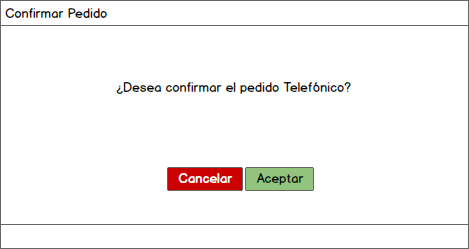 Confirmar Pedido
¿Desea confirmar el pedido Telefónico?
Cancelar Aceptar